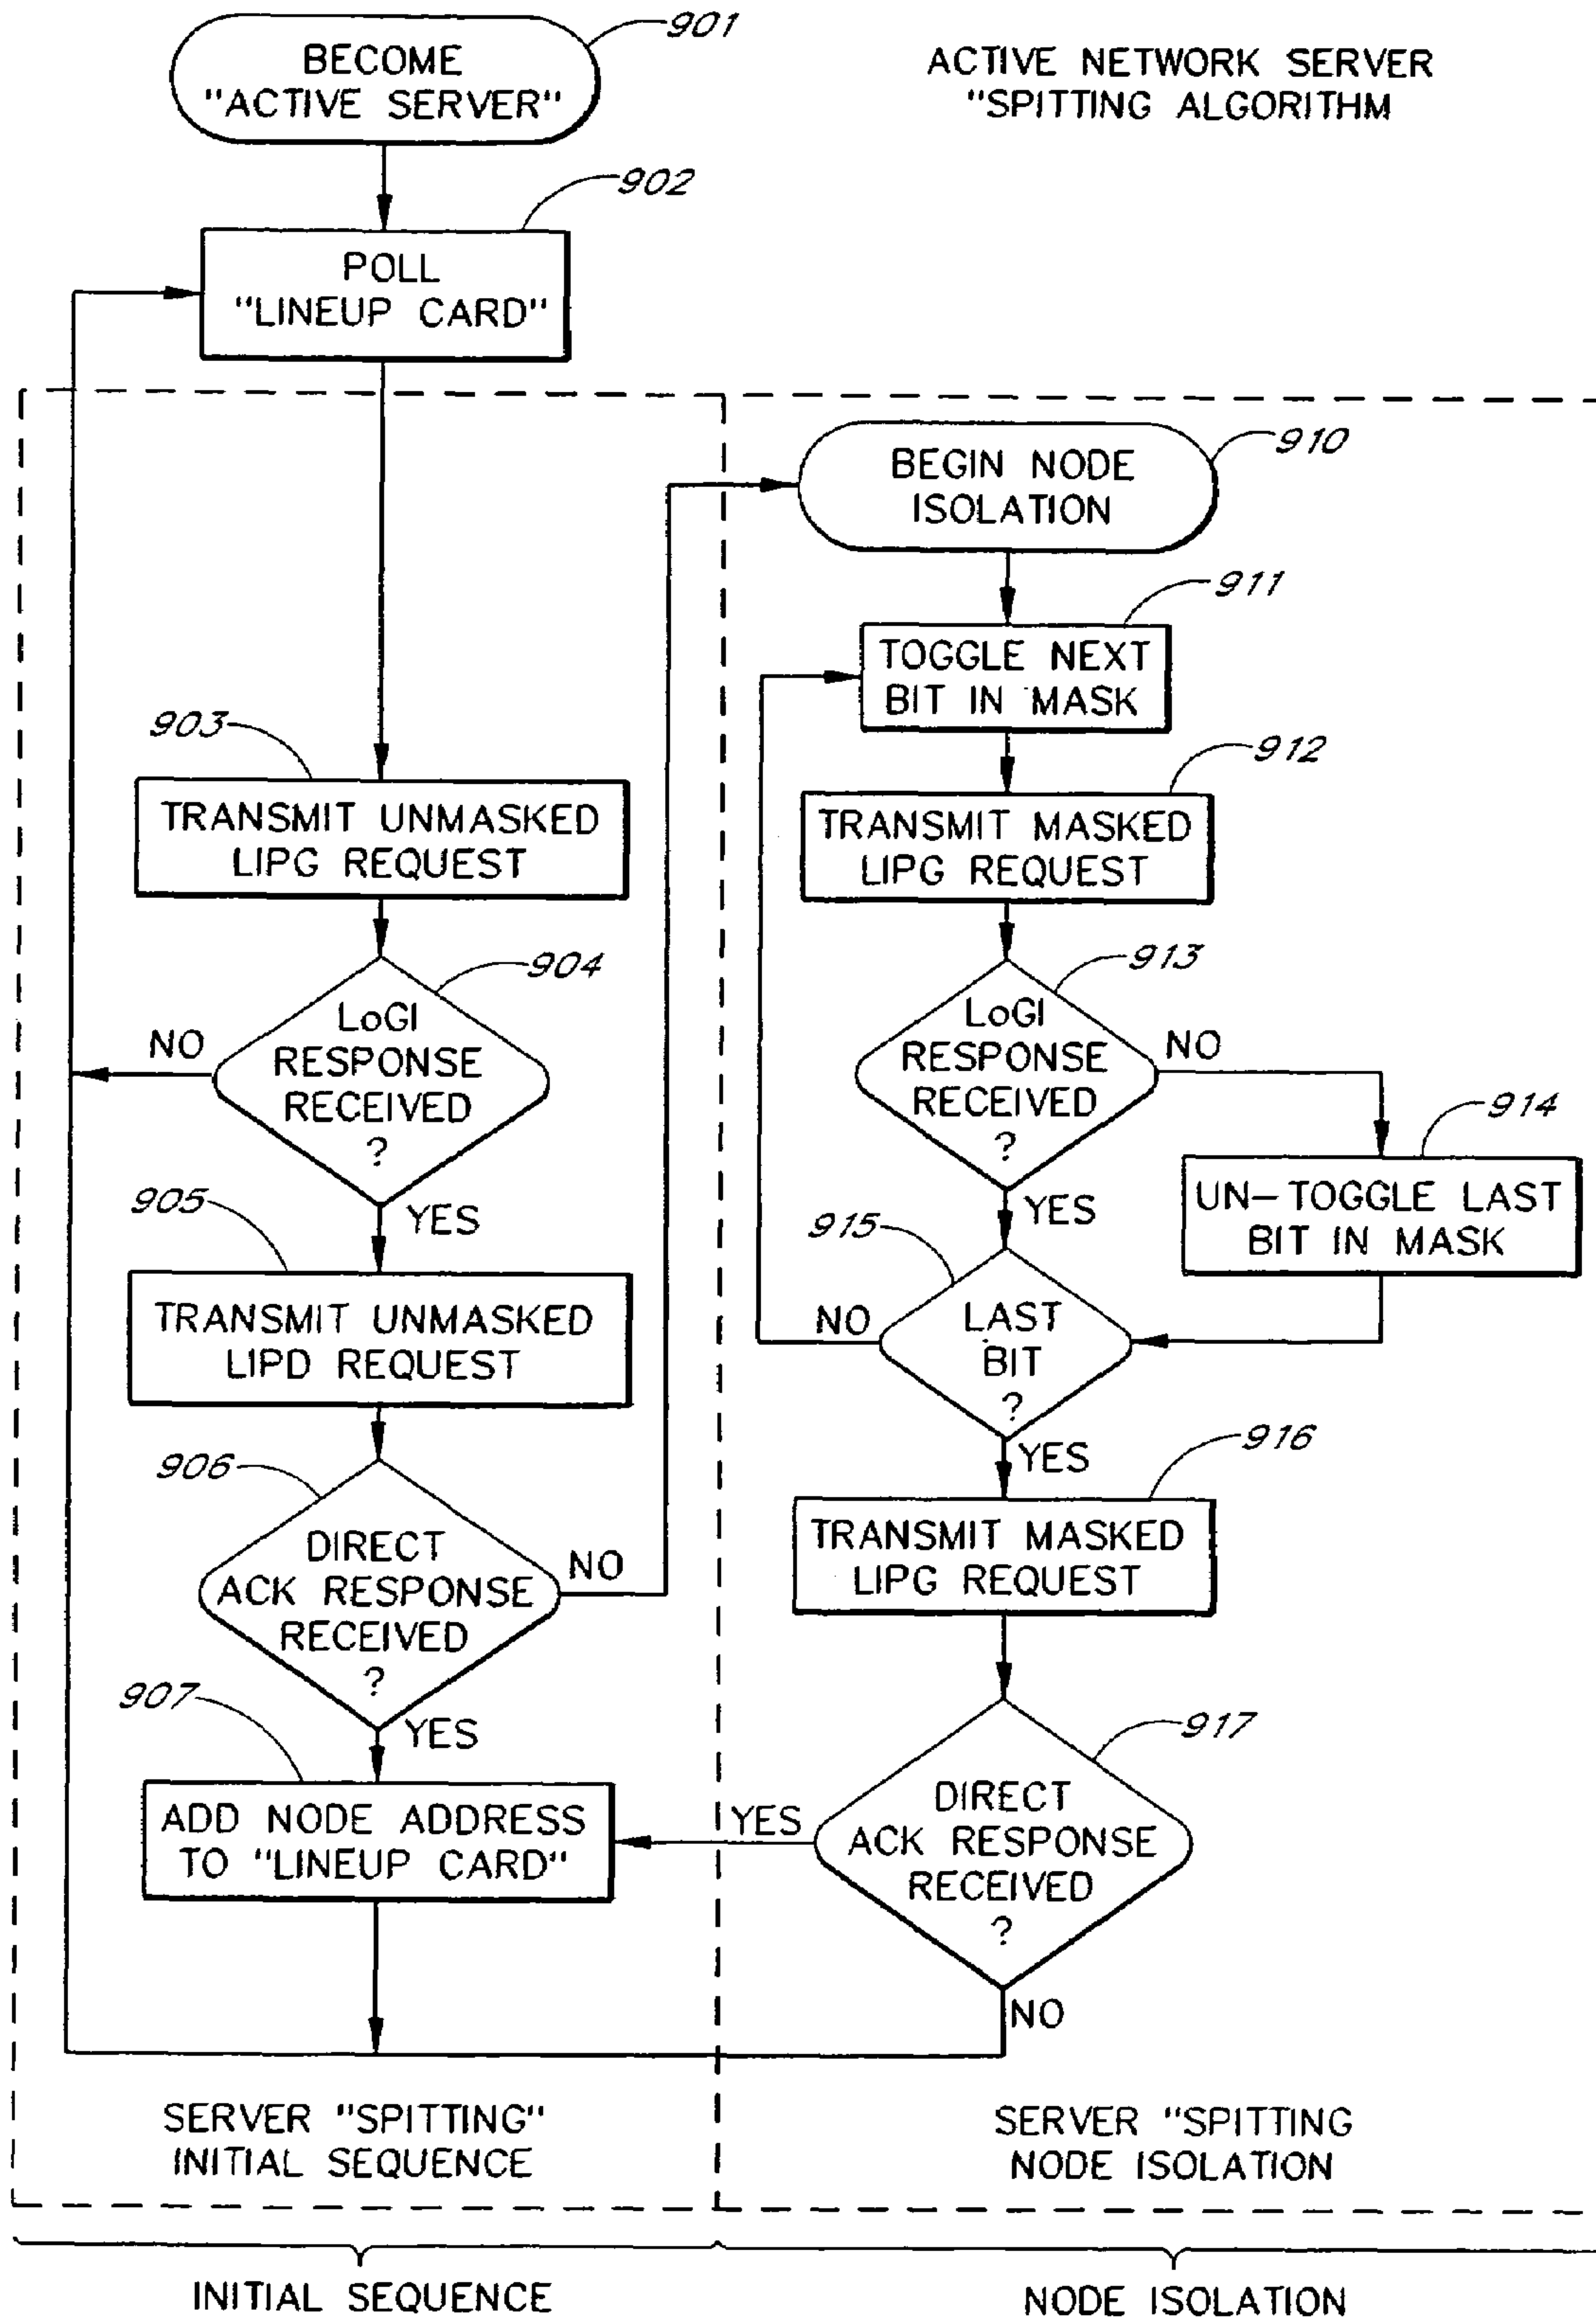 901
BECOME
"ACTIVE SERVER"
ACTIVE NETWORK SERVER
"SPITTING ALGORITHM
902
POLL
"LINEUP CARD"
903
TRANSMIT UNMASKED
LIPG REQUEST
904
LoGI
RESPONSE
RECEIVED
?
NO
YES
905
TRANSMIT UNMASKED
LIPD REQUEST
906
DIRECT
ACK RESPONSE
RECEIVED
?
NO
YES
907
ADD NODE ADDRESS
TO "LINEUP CARD"
SERVER "SPITTING"
INITIAL SEQUENCE
910
BEGIN NODE
ISOLATION
911
TOGGLE NEXT
BIT IN MASK
912
TRANSMIT MASKED
LIPG REQUEST
913
LoGI
RESPONSE
RECEIVED
?
NO
YES
914
UN-TOGGLE LAST
BIT IN MASK
915
LAST
BIT
?
NO
YES
916
TRANSMIT MASKED
LIPG REQUEST
917
DIRECT
ACK RESPONSE
RECEIVED
?
YES
NO
SERVER "SPITTING
NODE ISOLATION
INITIAL SEQUENCE
NODE ISOLATION